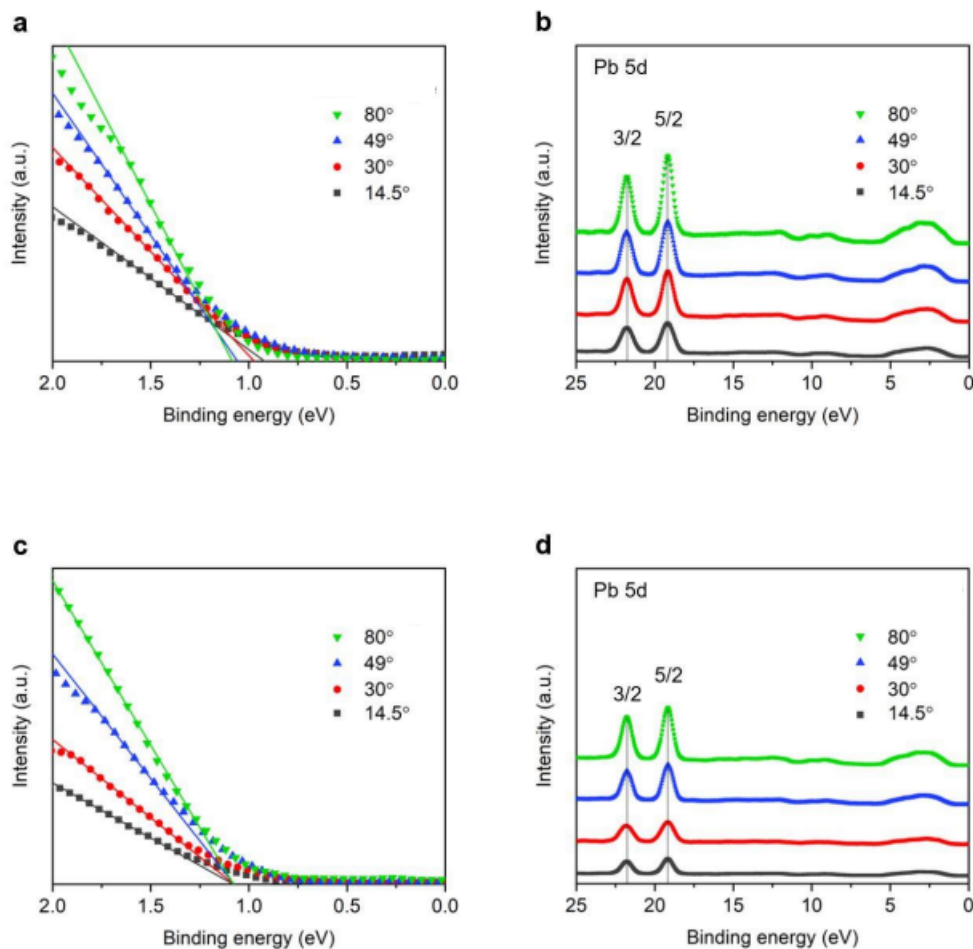 a
Intensity (a.u.)
80°
49°
30°
14.5°
2.0 1.5 1.0 0.5 0.0
Binding energy (eV)
b
Pb 5d
Intensity (a.u.)
3/2 5/2
80°
49°
30°
14.5°
25 20 15 10 5 0
Binding energy (eV)
c
Intensity (a.u.)
80°
49°
30°
14.5°
2.0 1.5 1.0 0.5 0.0
Binding energy (eV)
d
Pb 5d
Intensity (a.u.)
3/2 5/2
80°
49°
30°
14.5°
25 20 15 10 5 0
Binding energy (eV)